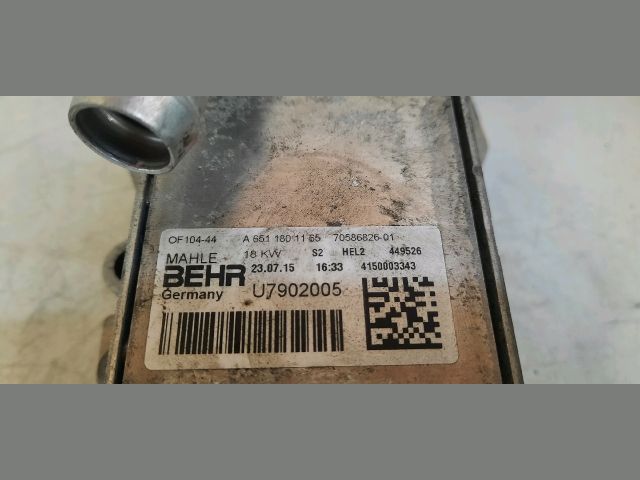 OF104-44 A 651 180 11 65 70586826-01
MAHLE 18 KW S2 HEL2 449526
BEHR 23.07.15 16:33 4150003343
Germany U7902005